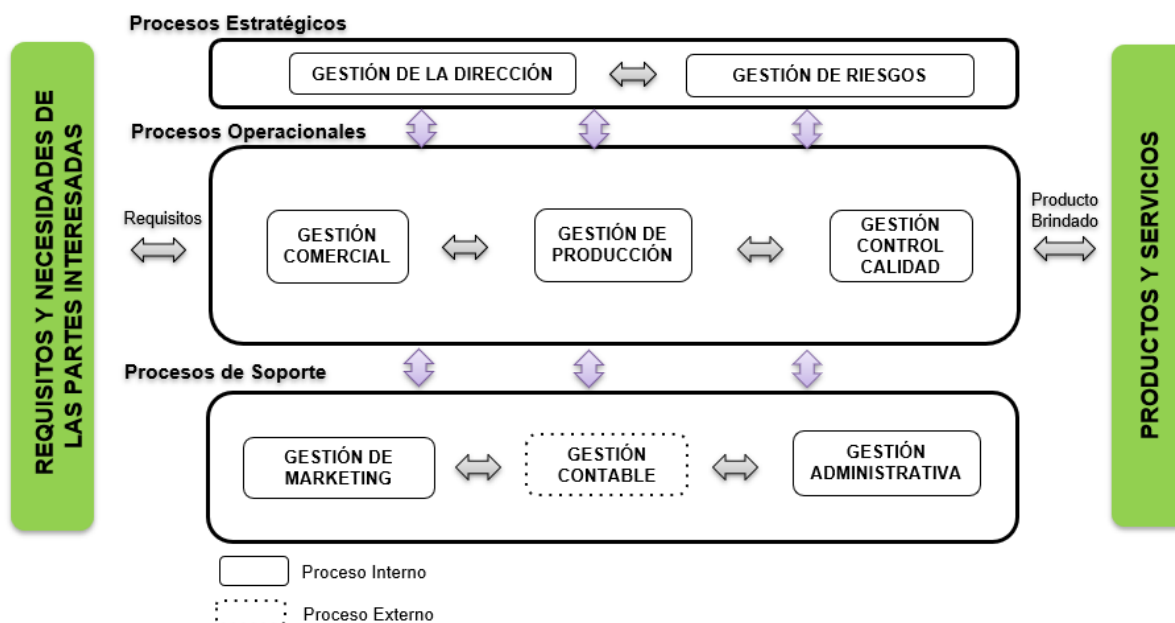 Procesos Estratégicos
GESTIÓN DE LA DIRECCIÓN
GESTIÓN DE RIESGOS
REQUISITOS Y NECESIDADES DE
LAS PARTES INTERESADAS
Procesos Operacionales
Requisitos
GESTIÓN
COMERCIAL
GESTIÓN DE
PRODUCCIÓN
GESTIÓN
CONTROL
CALIDAD
Producto
Brindado
PRODUCTOS Y SERVICIOS
Procesos de Soporte
GESTIÓN DE
MARKETING
GESTIÓN
CONTABLE
GESTIÓN
ADMINISTRATIVA
Proceso Interno
Proceso Externo